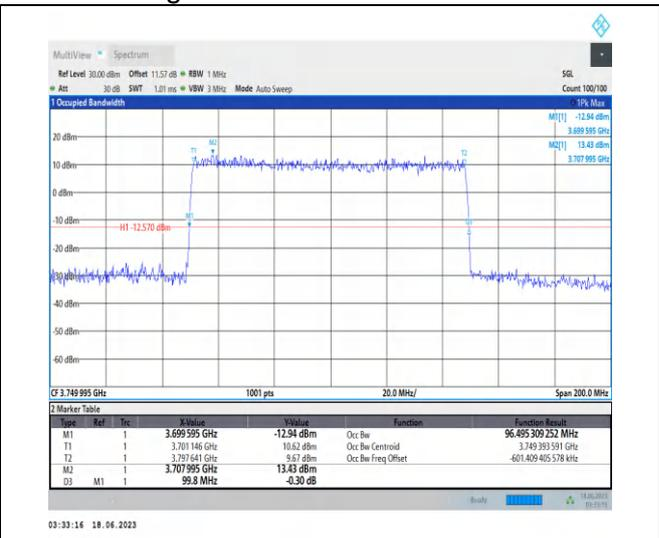 MultiView Spectrum
Ref Level 30.00 dBm Offset 11.57 dB RBW 1 MHz SGL
Att 30 dB SWT 1.01 ms VBW 3 MHz Mode Auto Sweep Count 100/100
1 Occupied Bandwidth 1Pk Max
M1[1] -12.94 dBm
3.699 595 GHz
M2[1] 13.43 dBm
3.707 995 GHz
20 dBm
M2
T1
T2
10 dBm
0 dBm
-10 dBm
M1
H1 -12.570 dBm
-20 dBm
-30 dBm
-40 dBm
-50 dBm
-60 dBm
CF 3.749 995 GHz 1001 pts 20.0 MHz/ Span 200.0 MHz
2 Marker Table
Type Ref Trc X-Value Y-Value Function Function Result
M1 1 3.699 595 GHz -12.94 dBm Occ Bw 96.495 309 252 MHz
T1 1 3.701 146 GHz 10.62 dBm Occ Bw Centroid 3.749 393 591 GHz
T2 1 3.797 641 GHz 9.67 dBm Occ Bw Freq Offset -601.409 405 578 kHz
M2 1 3.707 995 GHz 13.43 dBm
D3 M1 1 99.8 MHz -0.30 dB
Ready 18.06.2023
03:33:16
03:33:16 18.06.2023